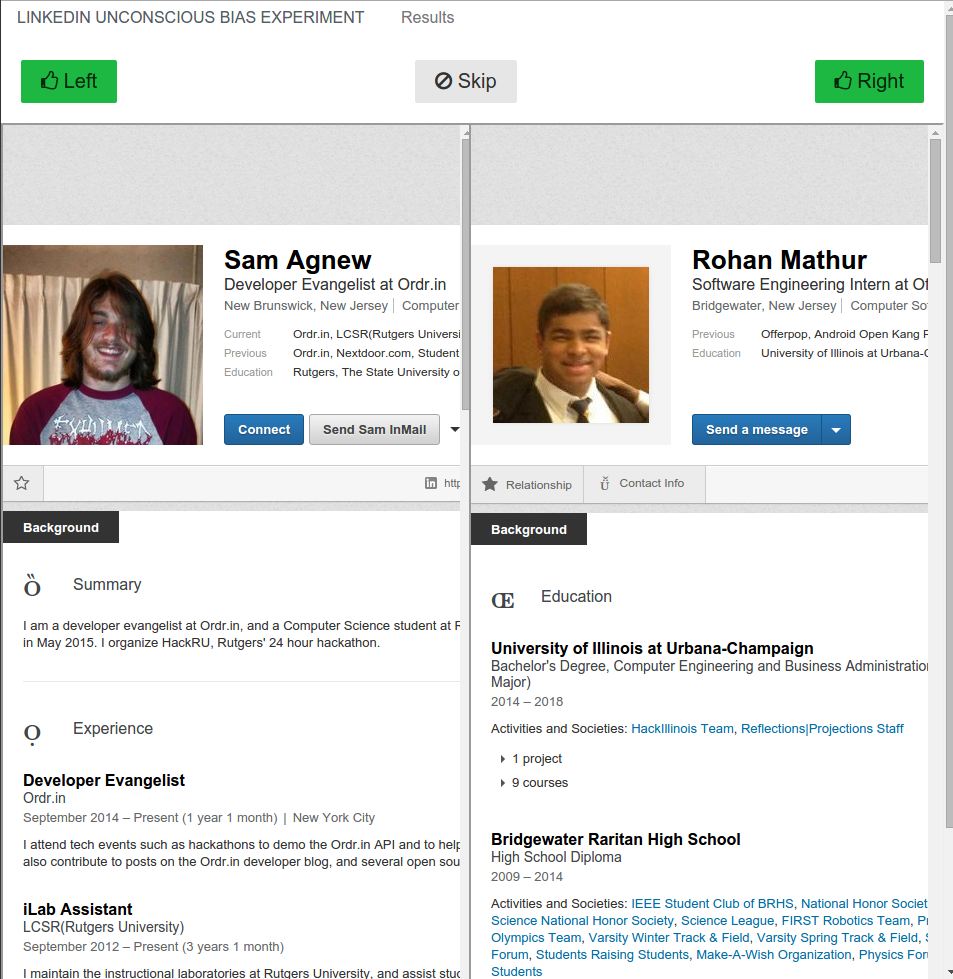 LINKEDIN UNCONSCIOUS BIAS EXPERIMENT Results
Left Skip Right
Sam Agnew
Developer Evangelist at Ordr.in
New Brunswick, New Jersey Computer
Current Ordr.in, LCSR(Rutgers Universi
Previous Ordr.in, Nextdoor.com, Student
Education Rutgers, The State University o
Connect Send Sam InMail
http
Background
Ȍ Summary
I am a developer evangelist at Ordr.in, and a Computer Science student at R
in May 2015. I organize HackRU, Rutgers' 24 hour hackathon.
Ọ Experience
Developer Evangelist
Ordr.in
September 2014 – Present (1 year 1 month) | New York City
I attend tech events such as hackathons to demo the Ordr.in API and to help
also contribute to posts on the Ordr.in developer blog, and several open sou
iLab Assistant
LCSR(Rutgers University)
September 2012 – Present (3 years 1 month)
I maintain the instructional laboratories at Rutgers University, and assist stud
Rohan Mathur
Software Engineering Intern at Of
Bridgewater, New Jersey Computer So
Previous Offerpop, Android Open Kang
Education University of Illinois at Urbana-C
Send a message
Relationship Contact Info
Background
Œ Education
University of Illinois at Urbana-Champaign
Bachelor's Degree, Computer Engineering and Business Administration
Major)
2014 – 2018
Activities and Societies: HackIllinois Team, Reflections|Projections Staff
1 project
9 courses
Bridgewater Raritan High School
High School Diploma
2009 – 2014
Activities and Societies: IEEE Student Club of BRHS, National Honor Societ
Science National Honor Society, Science League, FIRST Robotics Team, Pr
Olympics Team, Varsity Winter Track & Field, Varsity Spring Track & Field, S
Forum, Students Raising Students, Make-A-Wish Organization, Physics For
Students